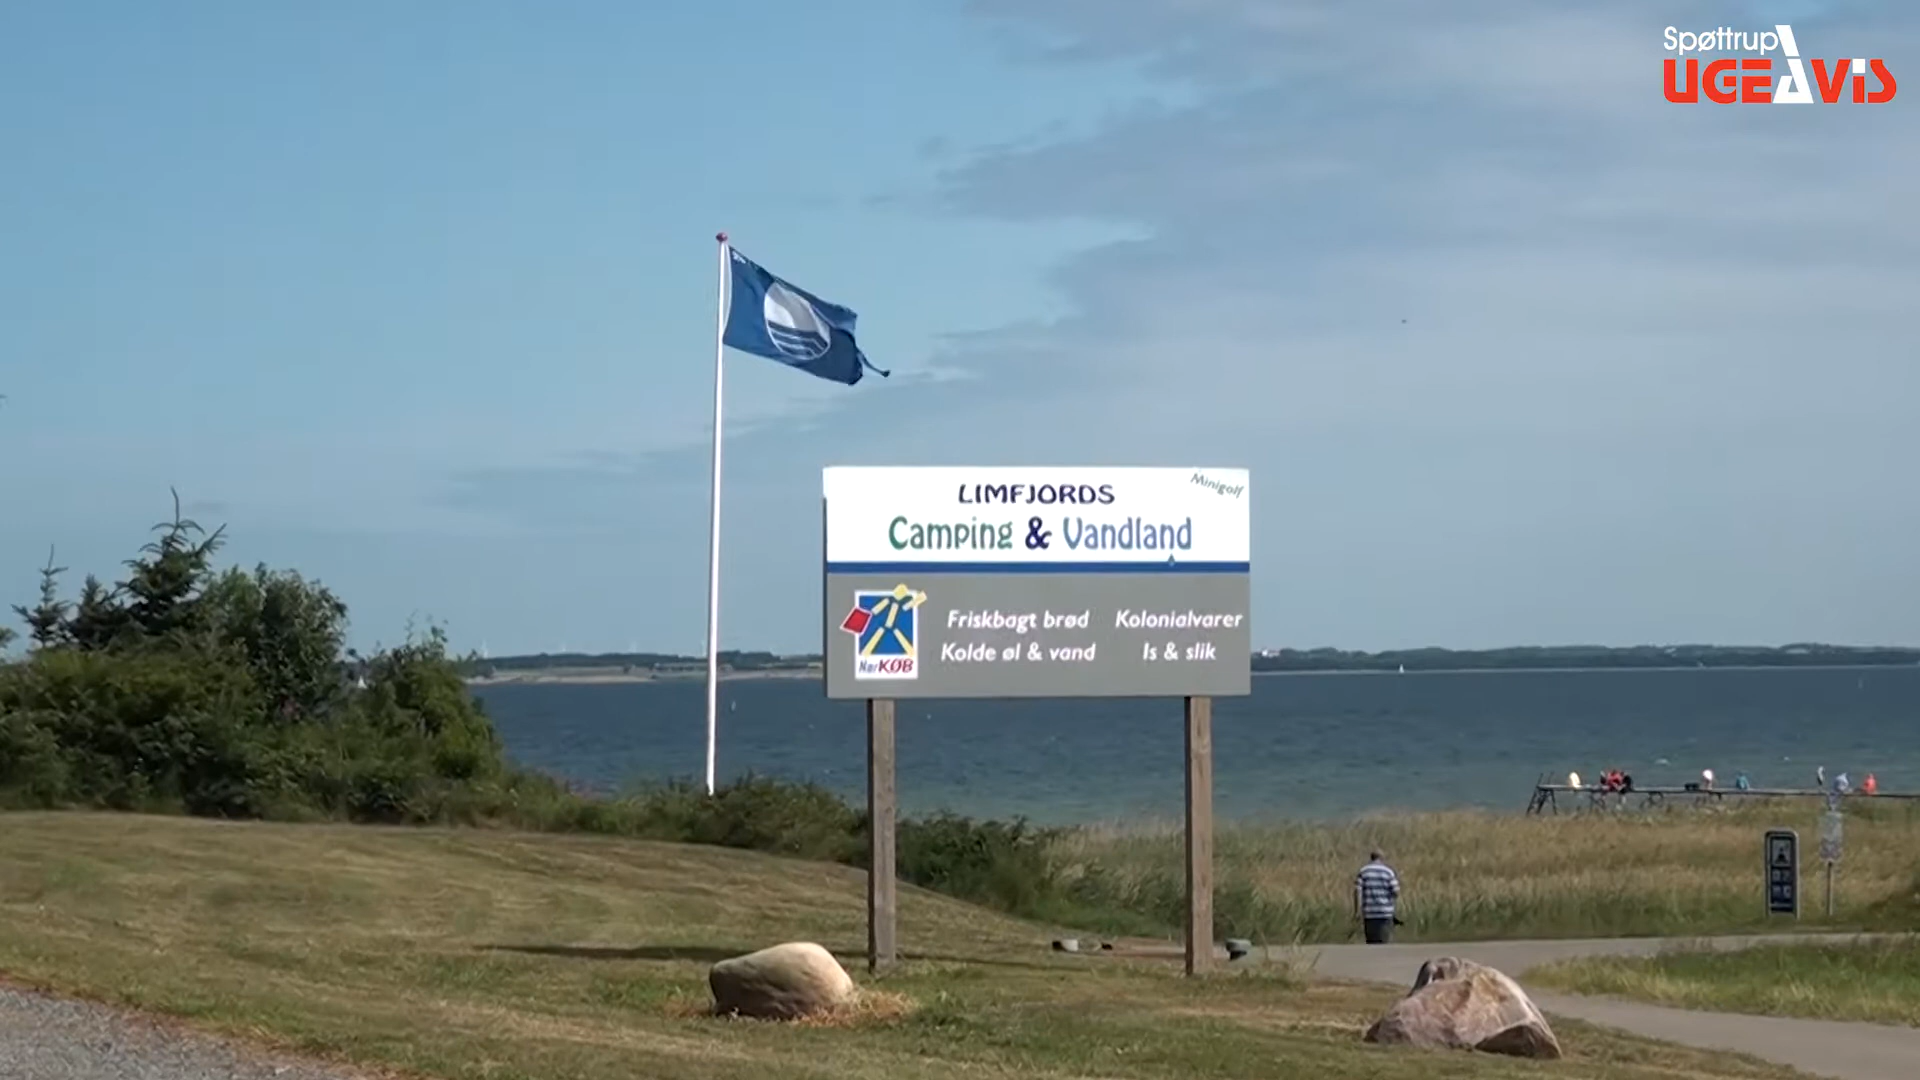 Spøttrup
UGEAVIS
Minigolf
LIMFJORDS
Camping & Vandland
Friskbagt brød Kolonialvarer
Kolde øl & vand Is & slik
NærKØB